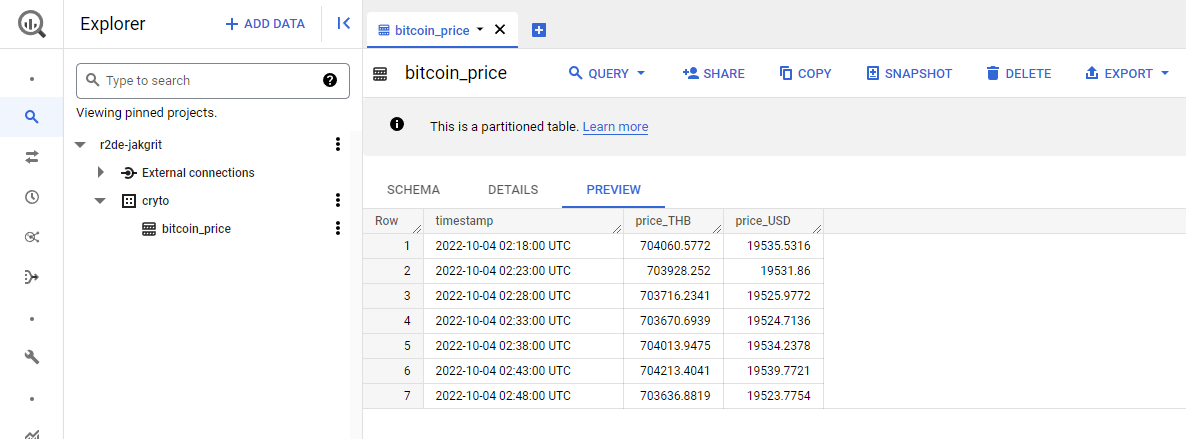 Explorer
+ ADD DATA
Type to search
Viewing pinned projects.
r2de-jakgrit
External connections
cryto
bitcoin_price
bitcoin_price
bitcoin_price
QUERY
SHARE
COPY
SNAPSHOT
DELETE
EXPORT
This is a partitioned table. Learn more
SCHEMA DETAILS PREVIEW
Row timestamp price_THB price_USD
1 2022-10-04 02:18:00 UTC 704060.5772 19535.5316
2 2022-10-04 02:23:00 UTC 703928.252 19531.86
3 2022-10-04 02:28:00 UTC 703716.2341 19525.9772
4 2022-10-04 02:33:00 UTC 703670.6939 19524.7136
5 2022-10-04 02:38:00 UTC 704013.9475 19534.2378
6 2022-10-04 02:43:00 UTC 704213.4041 19539.7721
7 2022-10-04 02:48:00 UTC 703636.8819 19523.7754